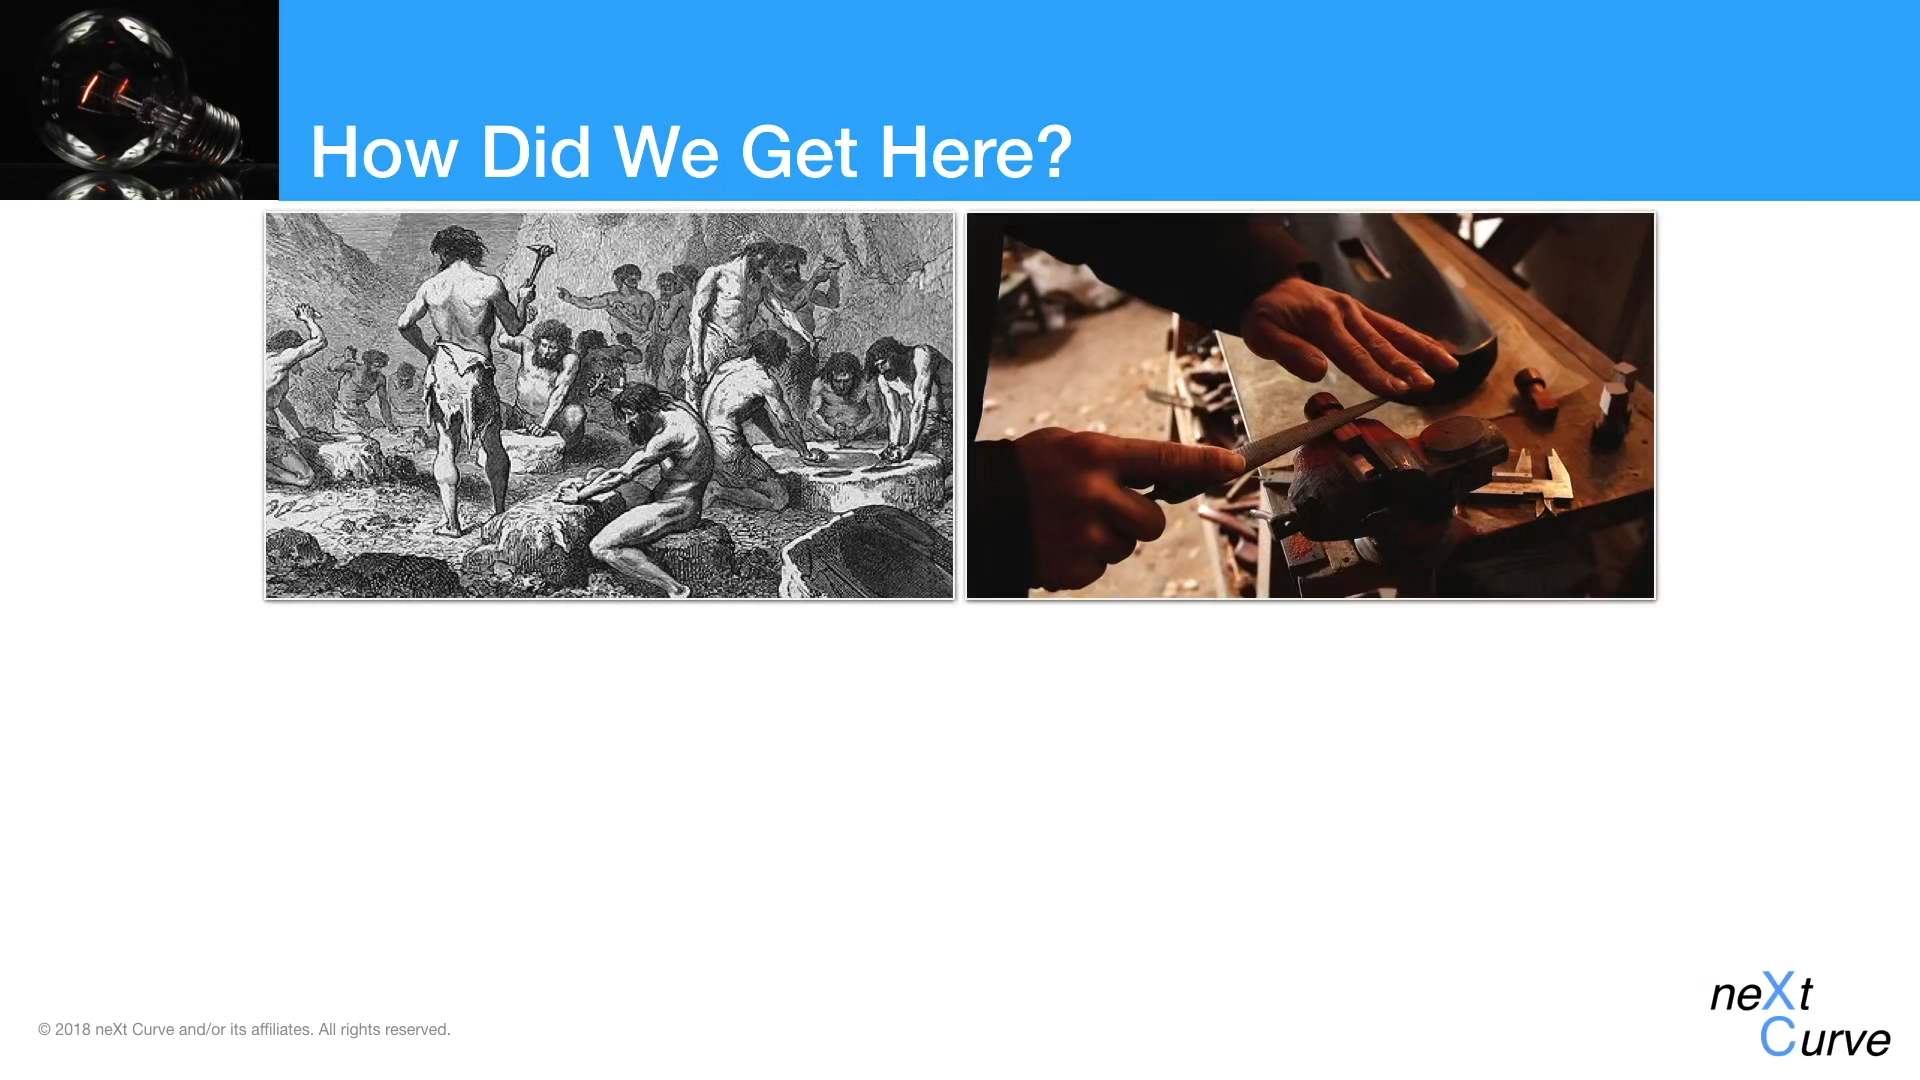 How Did We Get Here?
© 2018 neXt Curve and/or its affiliates. All rights reserved.
neXt
Curve